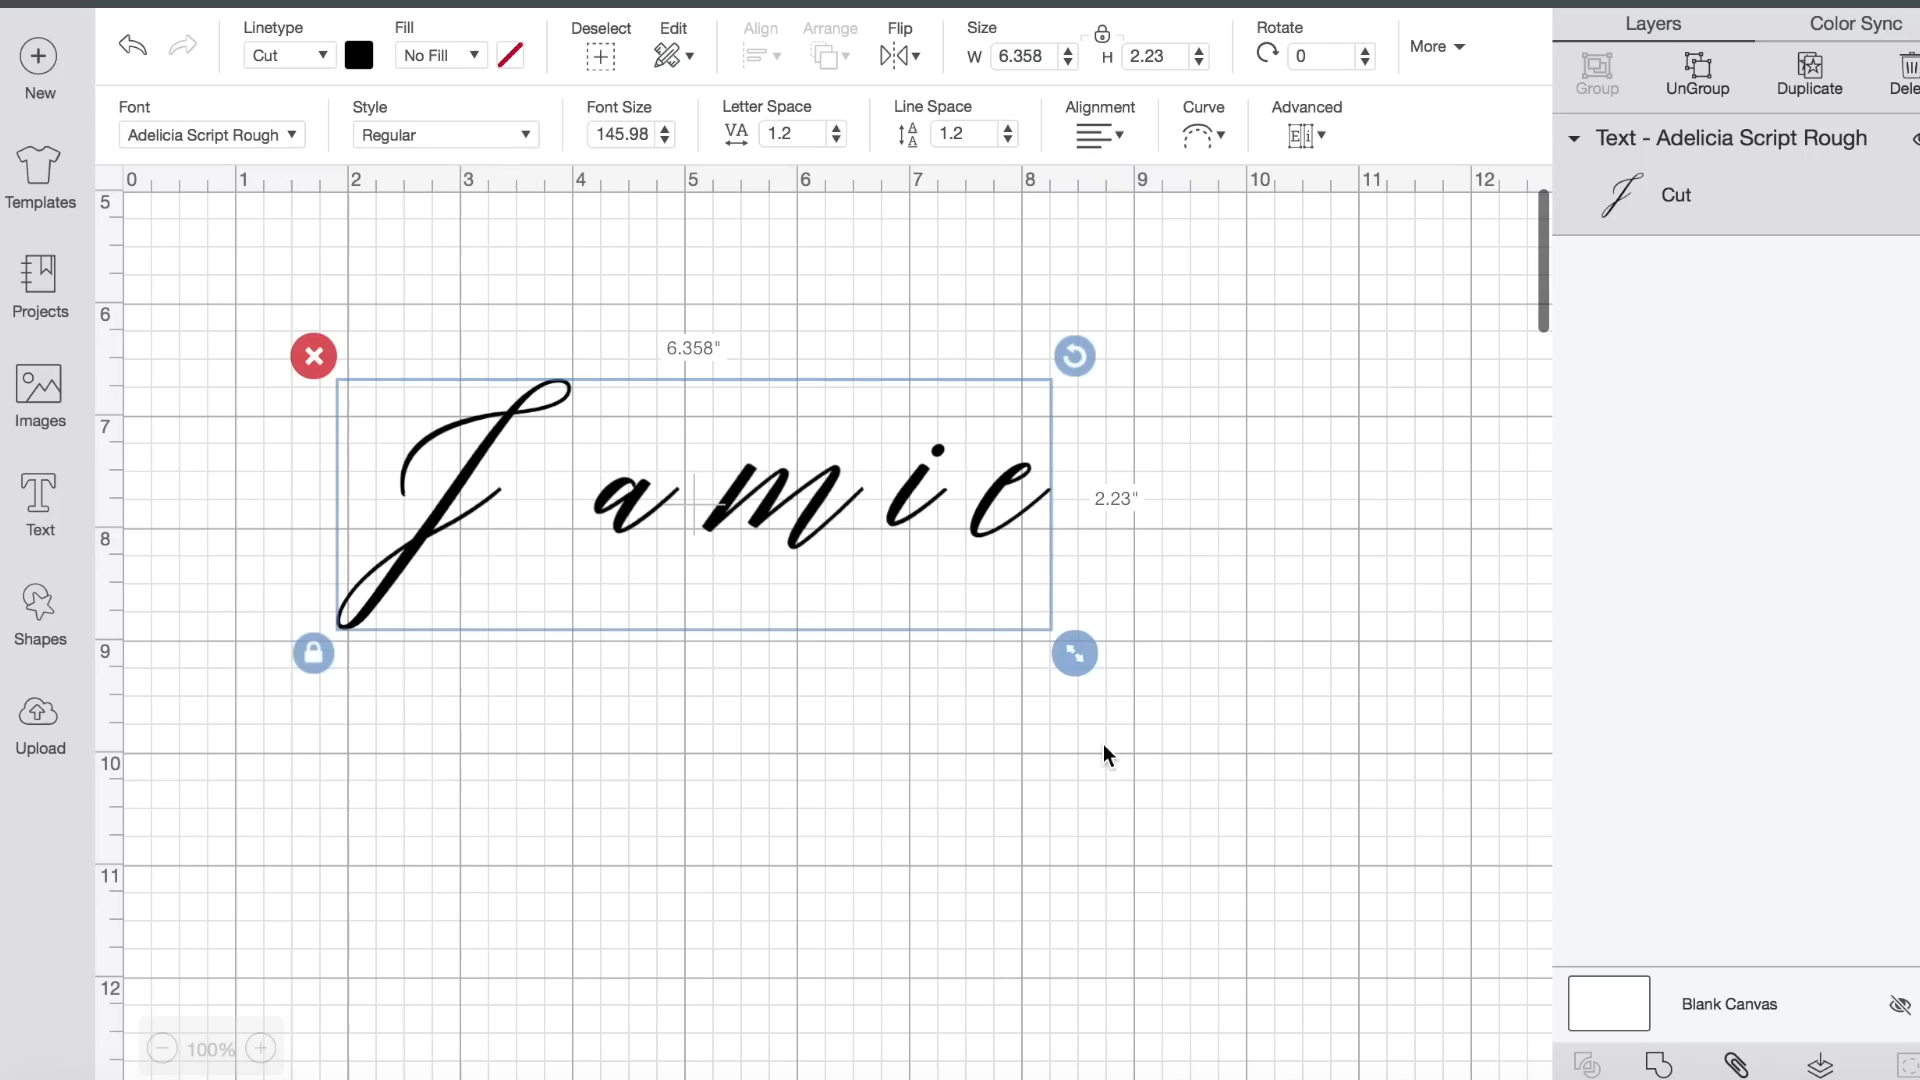 Linetype
Fill
Deselect
Edit
Align
Arrange
Flip
Size
Rotate
Layers
Color Sync
Cut
No Fill
W 6.358
H 2.23
0
More
Group
UnGroup
Duplicate
Dele
New
Font
Style
Font Size
Letter Space
Line Space
Alignment
Curve
Advanced
Adelicia Script Rough
Regular
145.98
VA 1.2
1.2
Text - Adelicia Script Rough
Cut
0 1 2 3 4 5 6 7 8 9 10 11 12
5
6
7
8
9
10
11
12
Templates
Projects
Images
Text
Shapes
Upload
6.358"
Jamie
2.23"
Blank Canvas
100%